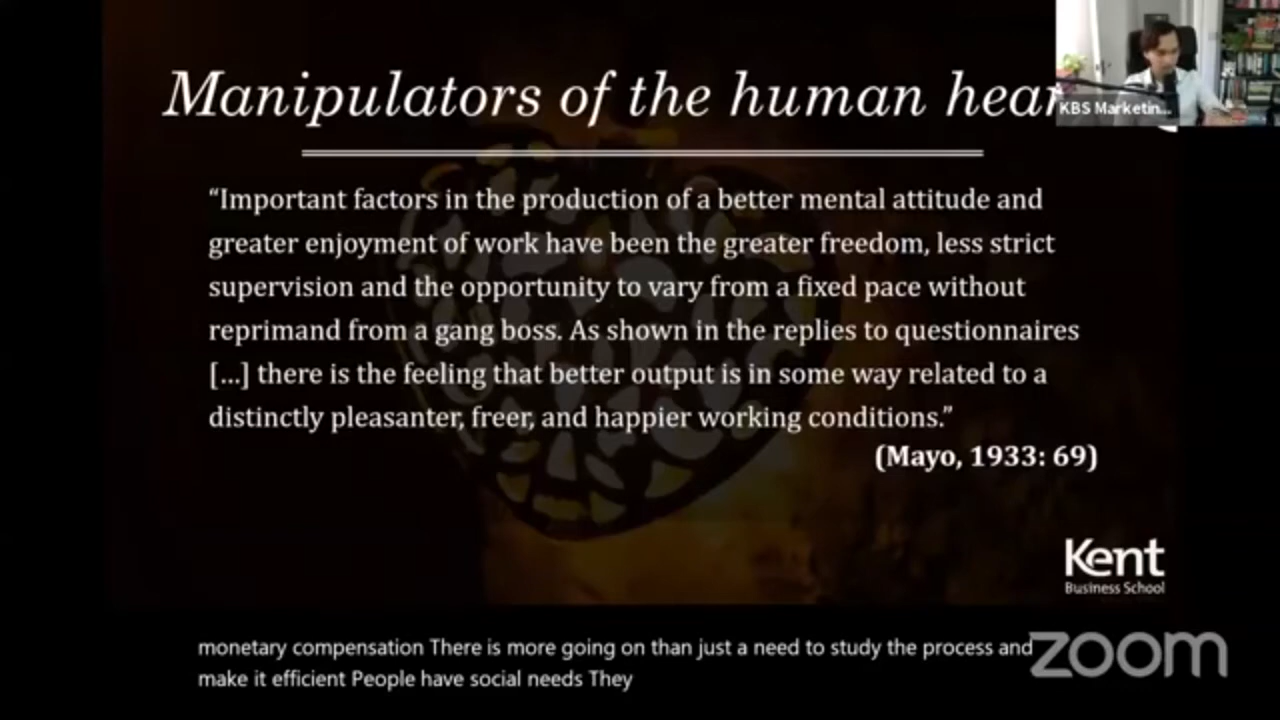 Manipulators of the human hear
KBS Marketin...
“Important factors in the production of a better mental attitude and
greater enjoyment of work have been the greater freedom, less strict
supervision and the opportunity to vary from a fixed pace without
reprimand from a gang boss. As shown in the replies to questionnaires
[...] there is the feeling that better output is in some way related to a
distinctly pleasanter, freer, and happier working conditions.”
(Mayo, 1933: 69)
Kent
Business School
monetary compensation There is more going on than just a need to study the process and
make it efficient People have social needs They
zoom